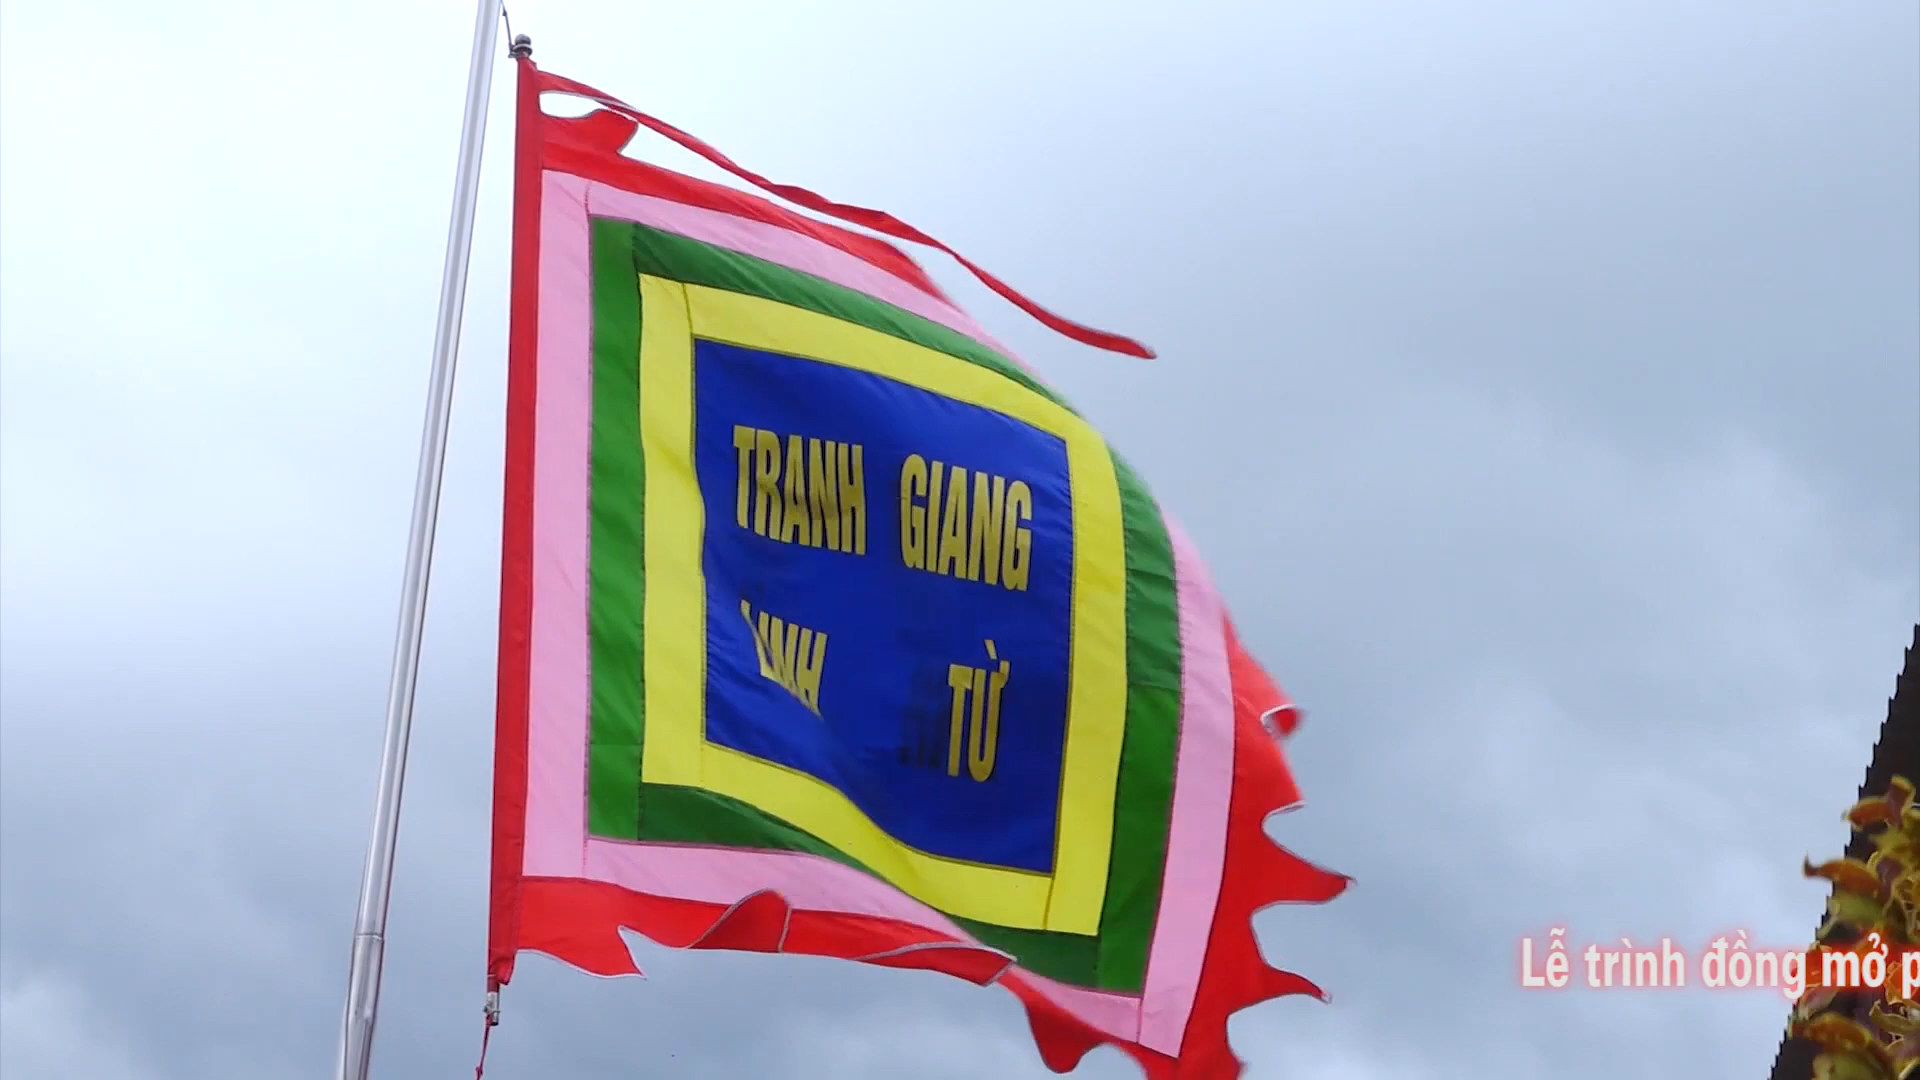 TRANH GIANG
LINH TỪ
Lễ trình đồng mở p